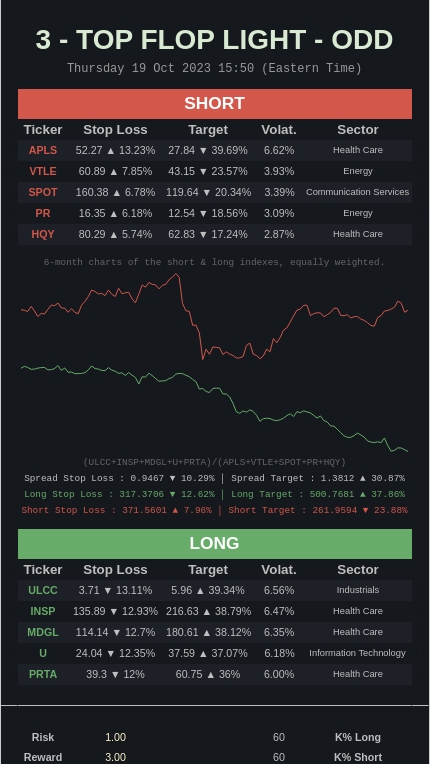 3 - TOP FLOP LIGHT - ODD
Thursday 19 Oct 2023 15:50 (Eastern Time)
SHORT
Ticker Stop Loss Target Volat. Sector
APLS 52.27 ▲ 13.23% 27.84 ▼ 39.69% 6.62% Health Care
VTLE 60.89 ▲ 7.85% 43.15 ▼ 23.57% 3.93% Energy
SPOT 160.38 ▲ 6.78% 119.64 ▼ 20.34% 3.39% Communication Services
PR 16.35 ▲ 6.18% 12.54 ▼ 18.56% 3.09% Energy
HQY 80.29 ▲ 5.74% 62.83 ▼ 17.24% 2.87% Health Care
6-month charts of the short & long indexes, equally weighted.
(ULCC+INSP+MDGL+U+PRTA)/(APLS+VTLE+SPOT+PR+HQY)
Spread Stop Loss : 0.9467 ▼ 10.29% | Spread Target : 1.3812 ▲ 30.87%
Long Stop Loss : 317.3706 ▼ 12.62% | Long Target : 500.7681 ▲ 37.86%
Short Stop Loss : 371.5601 ▲ 7.96% | Short Target : 261.9594 ▼ 23.88%
LONG
Ticker Stop Loss Target Volat. Sector
ULCC 3.71 ▼ 13.11% 5.96 ▲ 39.34% 6.56% Industrials
INSP 135.89 ▼ 12.93% 216.63 ▲ 38.79% 6.47% Health Care
MDGL 114.14 ▼ 12.7% 180.61 ▲ 38.12% 6.35% Health Care
U 24.04 ▼ 12.35% 37.59 ▲ 37.07% 6.18% Information Technology
PRTA 39.3 ▼ 12% 60.75 ▲ 36% 6.00% Health Care
Risk 1.00 60 K% Long
Reward 3.00 60 K% Short